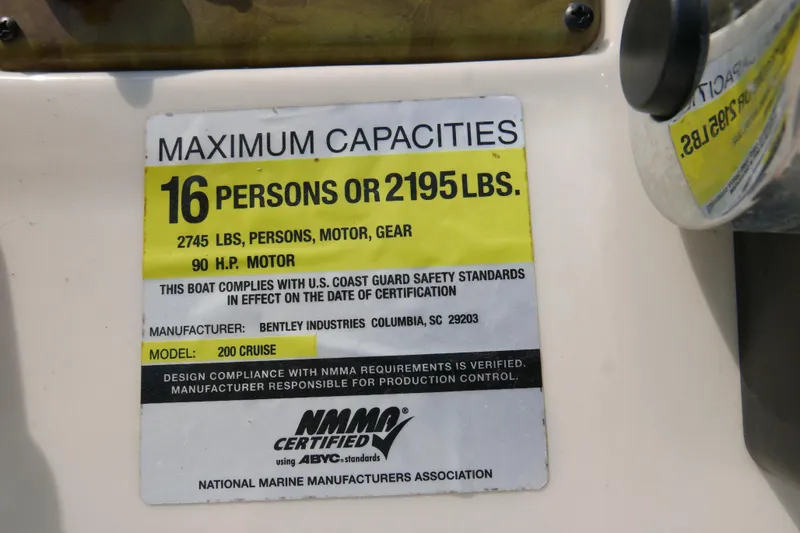 MAXIMUM CAPACITIES
16 PERSONS OR 2195 LBS.
2745 LBS, PERSONS, MOTOR, GEAR
90 H.P. MOTOR
THIS BOAT COMPLIES WITH U.S. COAST GUARD SAFETY STANDARDS
IN EFFECT ON THE DATE OF CERTIFICATION
MANUFACTURER: BENTLEY INDUSTRIES COLUMBIA, SC 29203
MODEL: 200 CRUISE
DESIGN COMPLIANCE WITH NMMA REQUIREMENTS IS VERIFIED.
MANUFACTURER RESPONSIBLE FOR PRODUCTION CONTROL.
NMMA®
CERTIFIED
using ABYC® standards
NATIONAL MARINE MANUFACTURERS ASSOCIATION